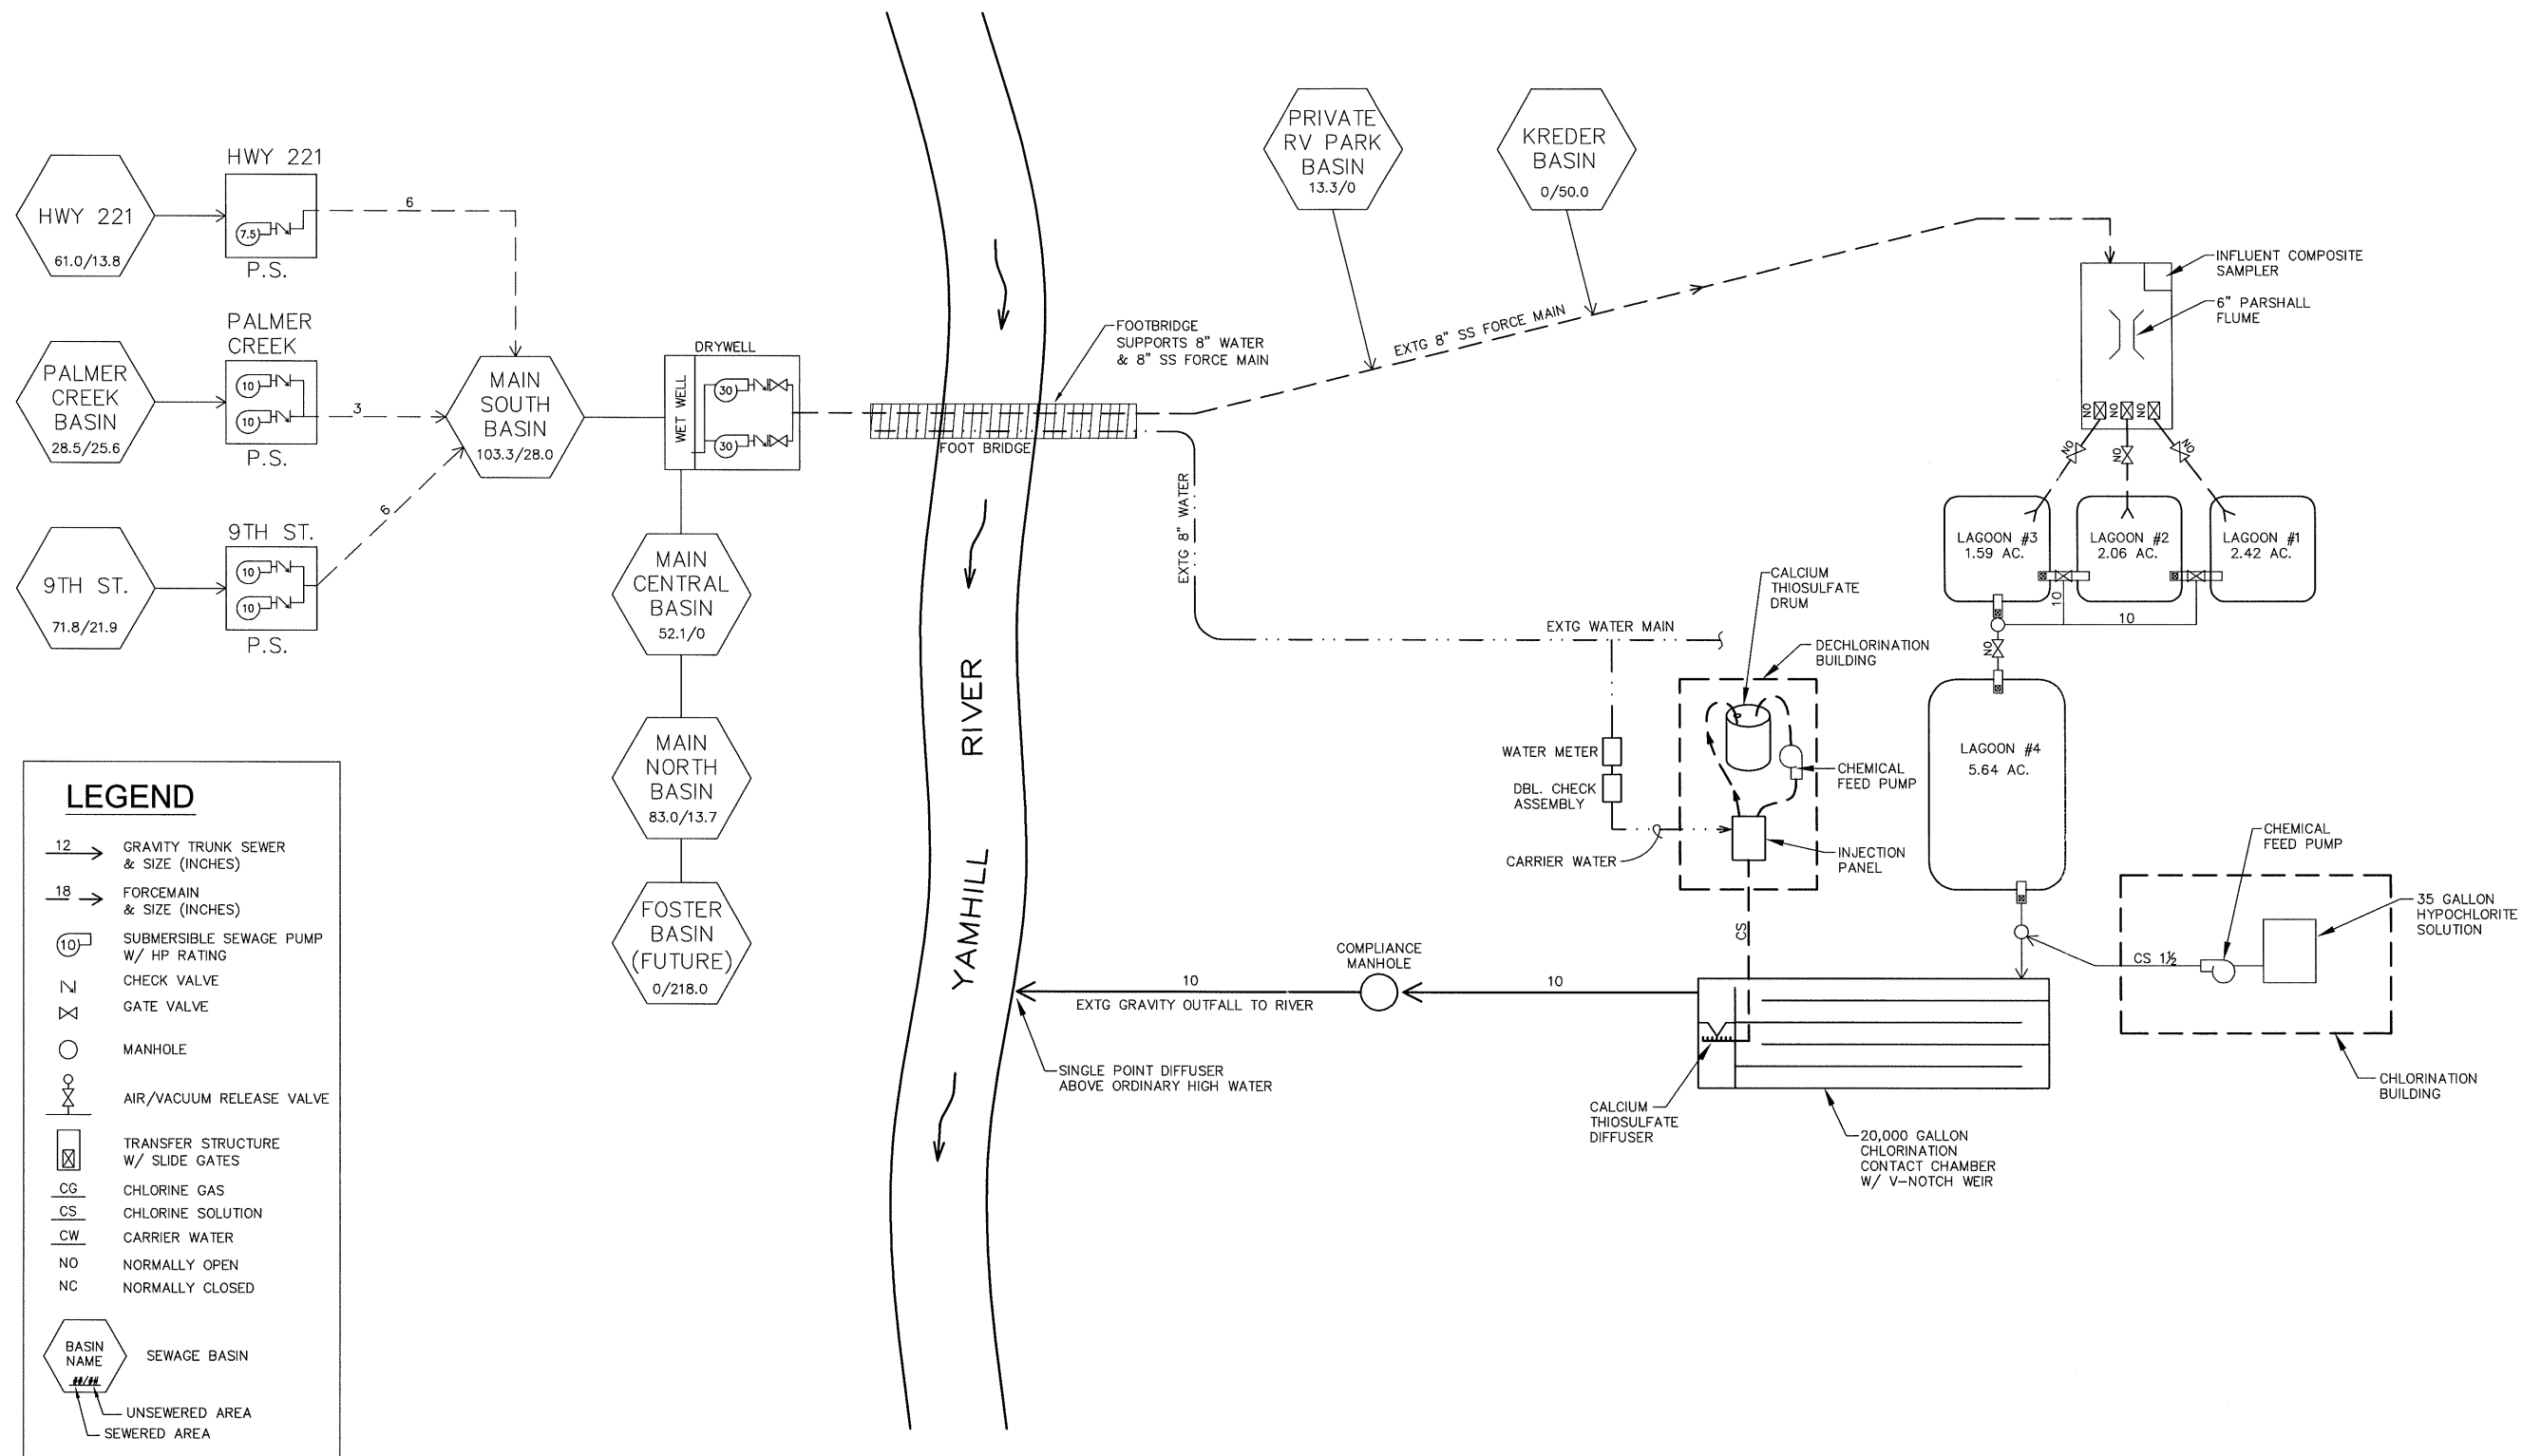 HWY 221
61.0/13.8
HWY 221
7.5
P.S.
6
PALMER
CREEK
BASIN
28.5/25.6
PALMER
CREEK
10
10
P.S.
3
9TH ST.
71.8/21.9
9TH ST.
10
10
P.S.
6
MAIN
SOUTH
BASIN
103.3/28.0
DRYWELL
WET WELL
30
30
MAIN
CENTRAL
BASIN
52.1/0
MAIN
NORTH
BASIN
83.0/13.7
FOSTER
BASIN
(FUTURE)
0/218.0
FOOT BRIDGE
FOOTBRIDGE
SUPPORTS 8" WATER
& 8" SS FORCE MAIN
YAMHILL RIVER
PRIVATE
RV PARK
BASIN
13.3/0
KREDER
BASIN
0/50.0
EXTG 8" SS FORCE MAIN
EXTG 8" WATER
EXTG WATER MAIN
INFLUENT COMPOSITE
SAMPLER
6" PARSHALL
FLUME
NO
NO
NO
NO
NO
NO
LAGOON #3
1.59 AC.
LAGOON #2
2.06 AC.
LAGOON #1
2.42 AC.
10
10
NO
LAGOON #4
5.64 AC.
CALCIUM
THIOSULFATE
DRUM
DECHLORINATION
BUILDING
WATER METER
DBL. CHECK
ASSEMBLY
CARRIER WATER
CHEMICAL
FEED PUMP
INJECTION
PANEL
CS
CHEMICAL
FEED PUMP
35 GALLON
HYPOCHLORITE
SOLUTION
CS 1½
CHLORINATION
BUILDING
COMPLIANCE
MANHOLE
10
10
EXTG GRAVITY OUTFALL TO RIVER
SINGLE POINT DIFFUSER
ABOVE ORDINARY HIGH WATER
CALCIUM
THIOSULFATE
DIFFUSER
20,000 GALLON
CHLORINATION
CONTACT CHAMBER
W/ V-NOTCH WEIR
LEGEND
12
GRAVITY TRUNK SEWER
& SIZE (INCHES)
18
FORCEMAIN
& SIZE (INCHES)
10
SUBMERSIBLE SEWAGE PUMP
W/ HP RATING
CHECK VALVE
GATE VALVE
MANHOLE
AIR/VACUUM RELEASE VALVE
TRANSFER STRUCTURE
W/ SLIDE GATES
CG CHLORINE GAS
CS CHLORINE SOLUTION
CW CARRIER WATER
NO NORMALLY OPEN
NC NORMALLY CLOSED
BASIN
NAME
##/##
SEWAGE BASIN
UNSEWERED AREA
SEWERED AREA